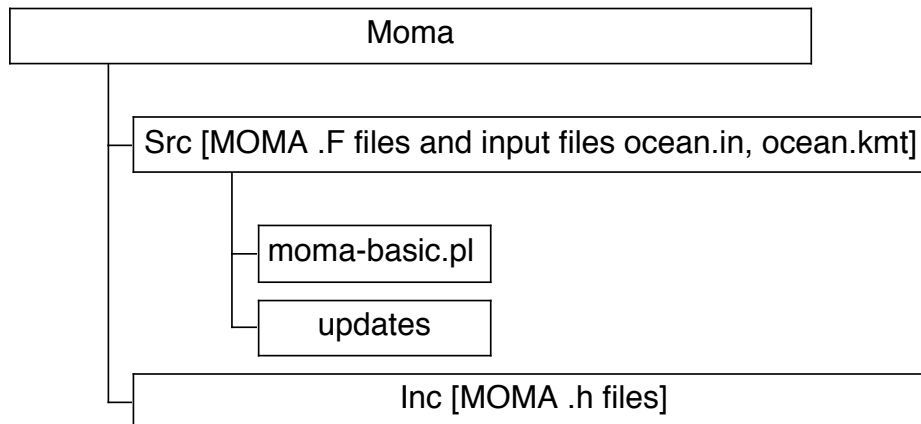 Moma
Src [MOMA .F files and input files ocean.in, ocean.kmt]
moma-basic.pl
updates
Inc [MOMA .h files]